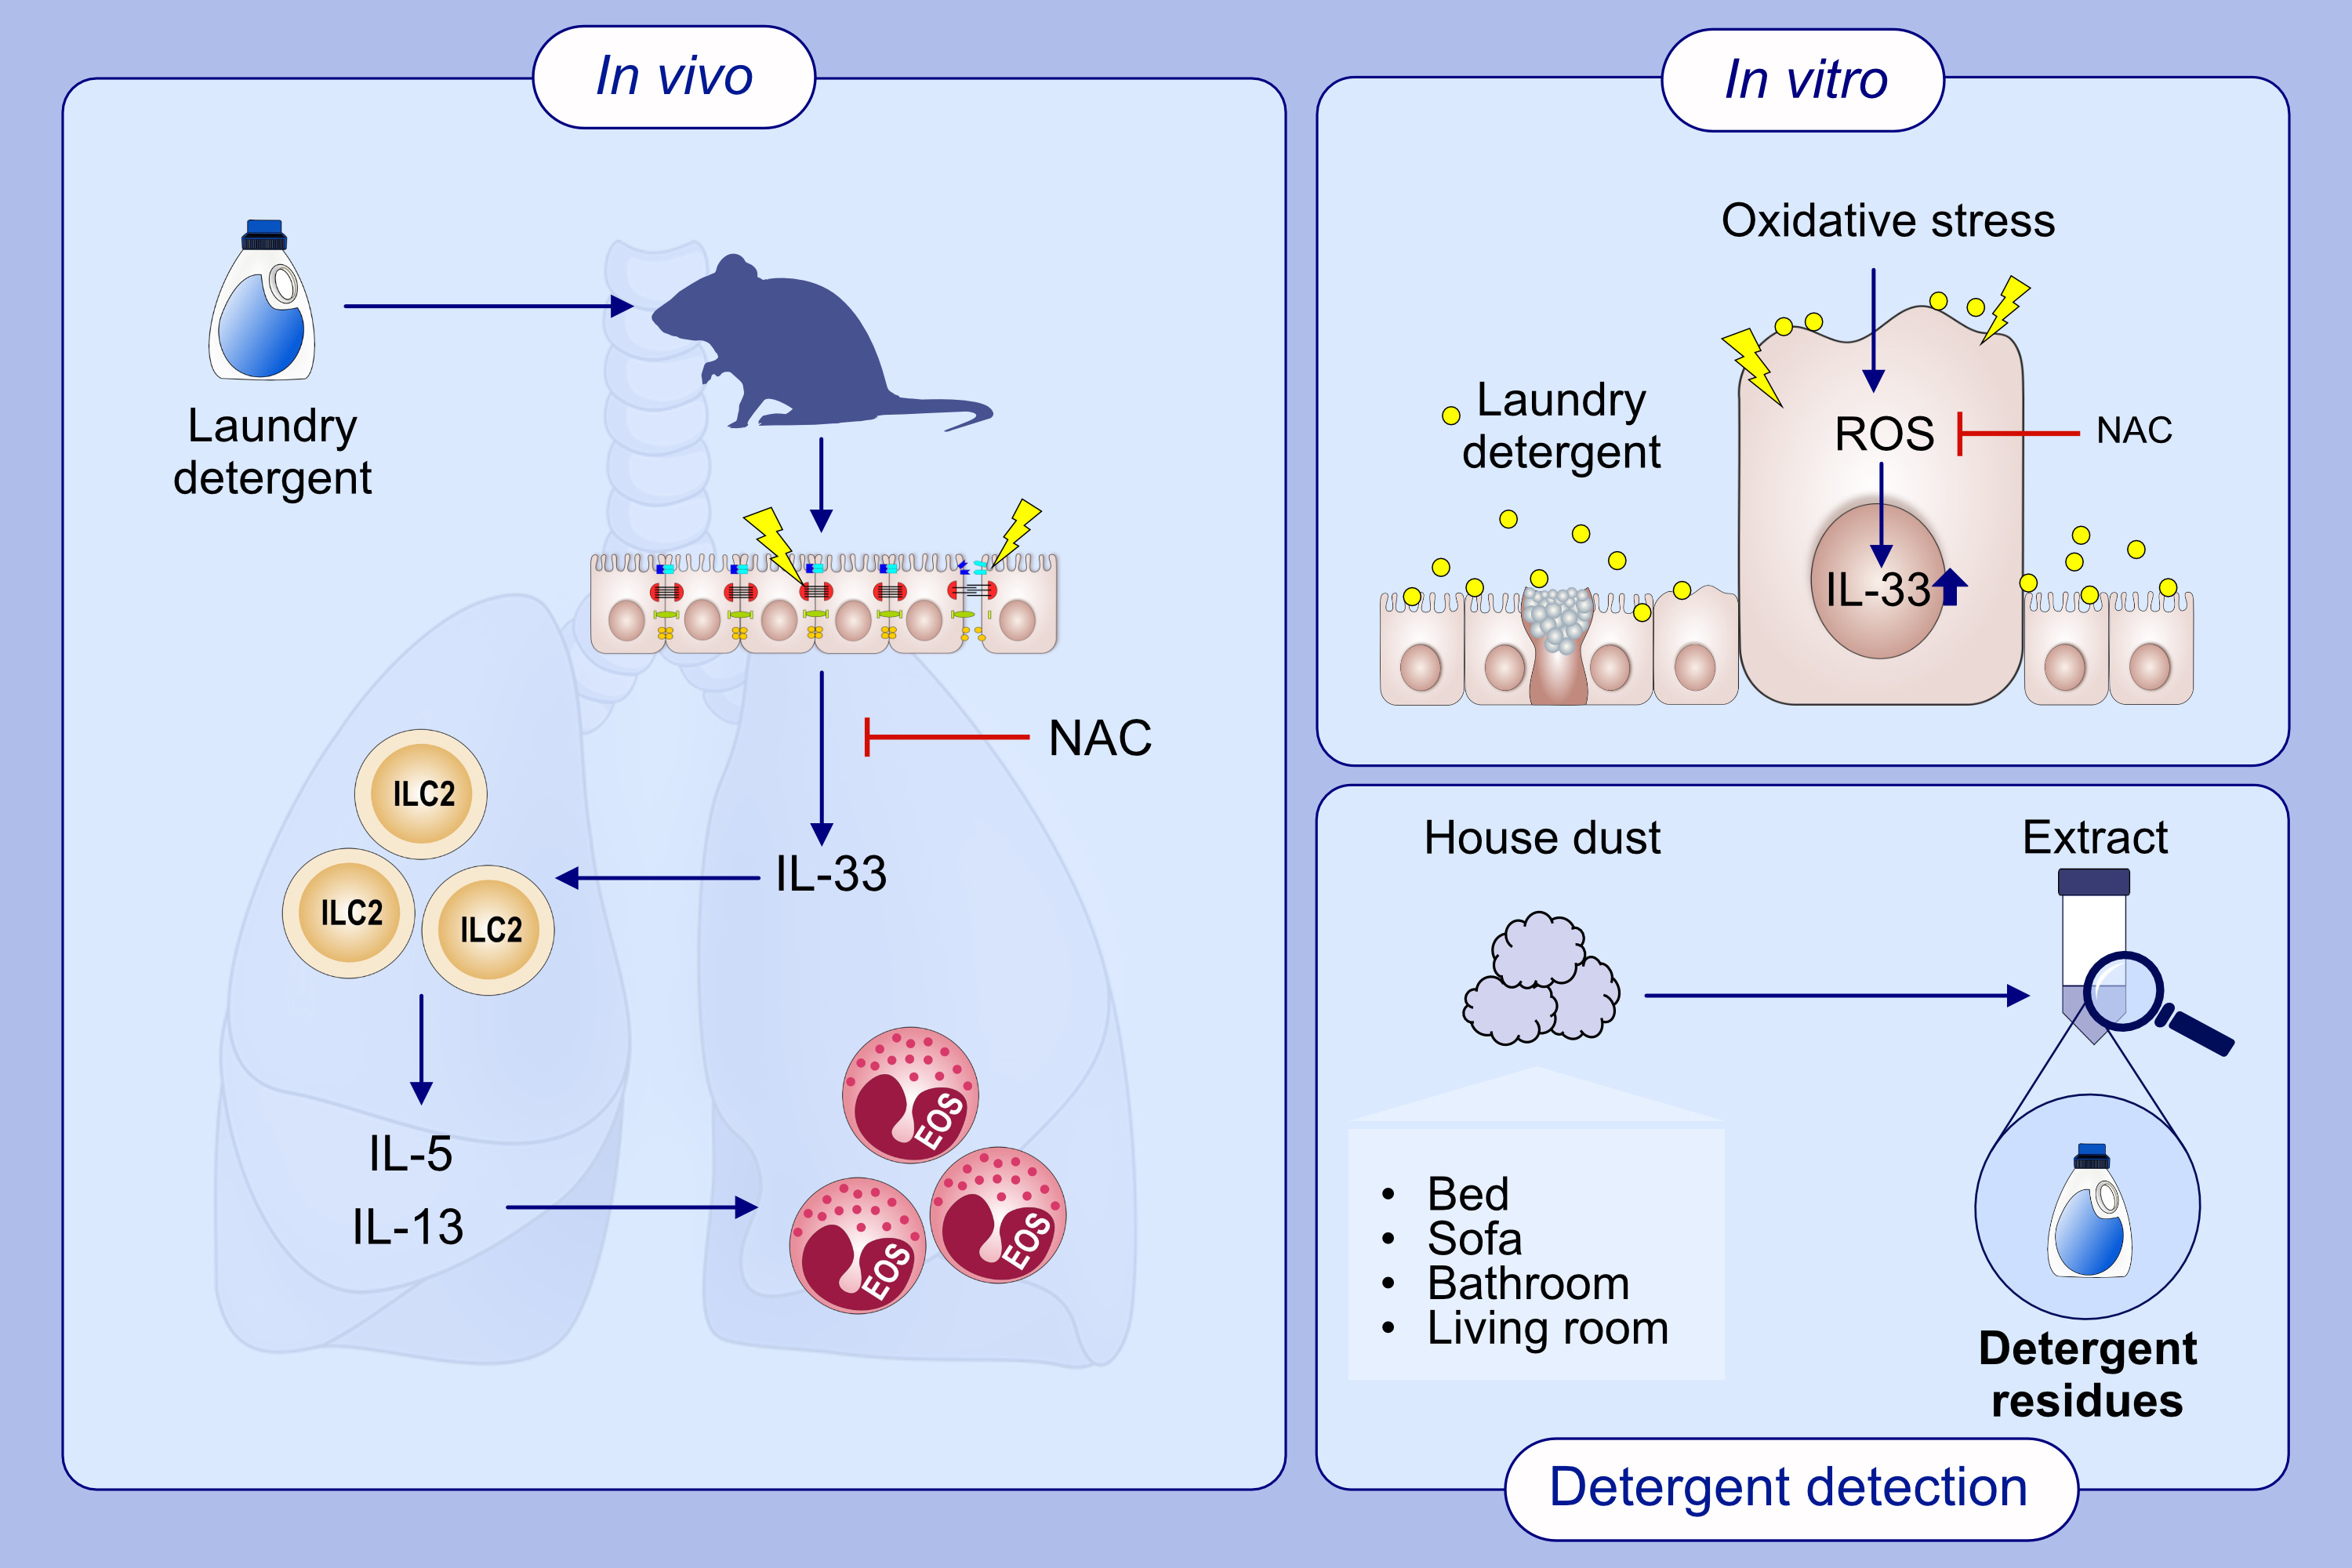 In vivo
Laundry
detergent
NAC
IL-33
ILC2
ILC2
ILC2
IL-5
IL-13
EOS
EOS
EOS
In vitro
Oxidative stress
Laundry
detergent
ROS
NAC
IL-33
House dust
Extract
• Bed
• Sofa
• Bathroom
• Living room
Detergent
residues
Detergent detection